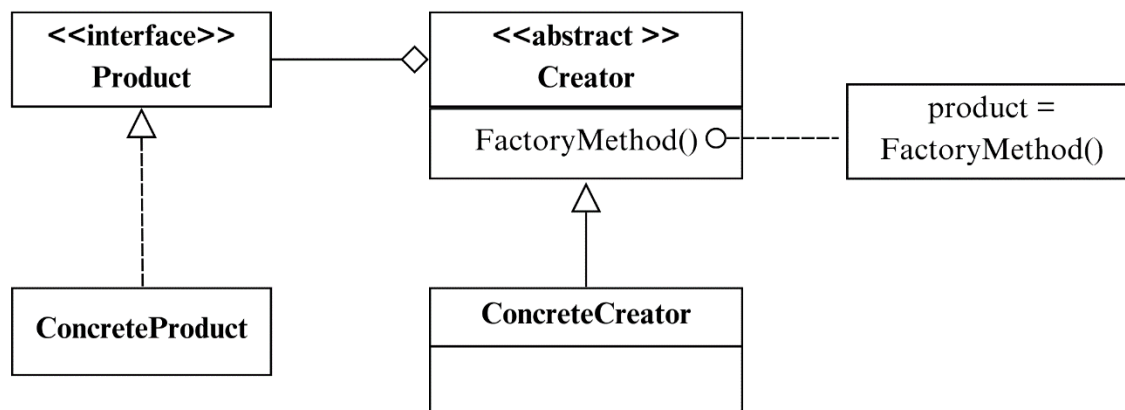 <<interface>>
Product
<<abstract >>
Creator
FactoryMethod()
product =
FactoryMethod()
ConcreteProduct
ConcreteCreator